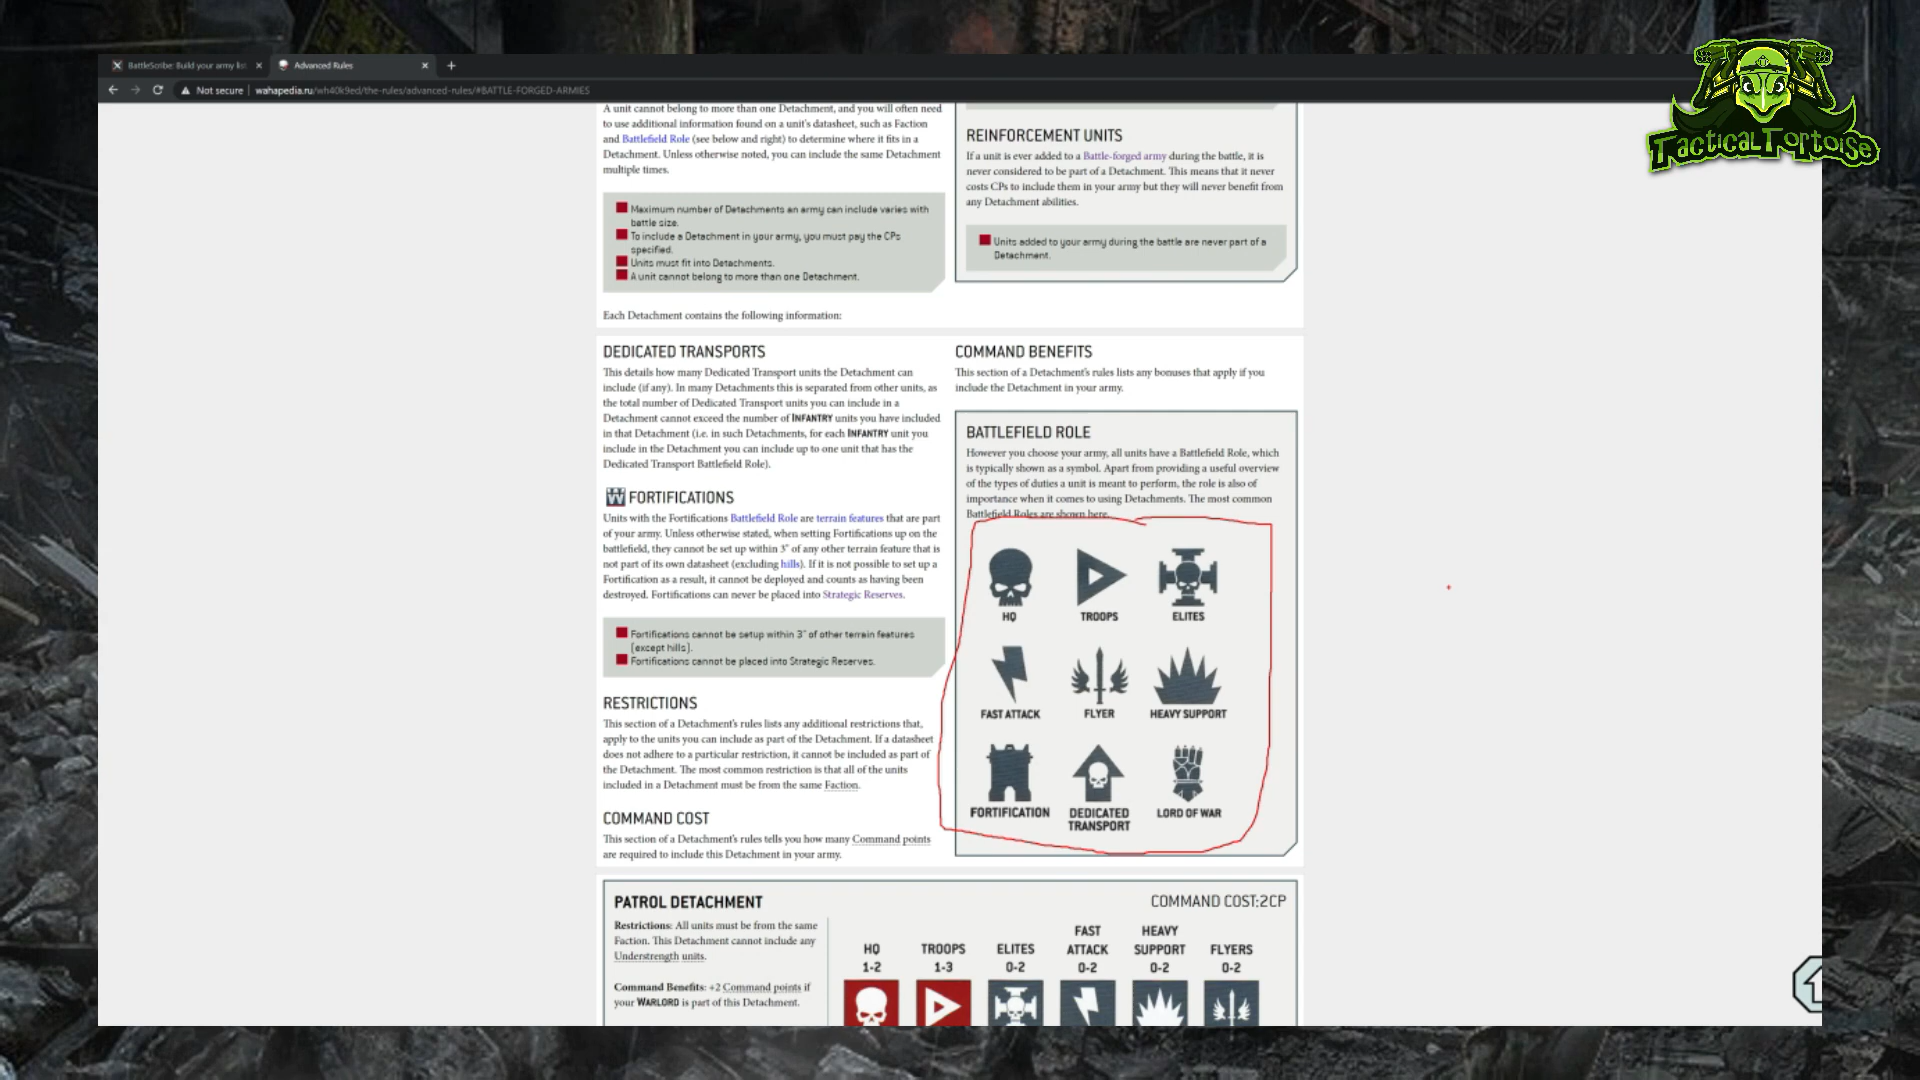 BattleScribe: Build your army lis
Advanced Rules
Not secure
wahapedia.ru/wh40k9ed/the-rules/advanced-rules/#BATTLE-FORGED-ARMIES
TacticalTortoise
A unit cannot belong to more than one Detachment, and you will often need
to use additional information found on a unit's datasheet, such as Faction
and Battlefield Role (see below and right) to determine where it fits in a
Detachment. Unless otherwise noted, you can include the same Detachment
multiple times.
Maximum number of Detachments an army can include varies with
battle size.
To include a Detachment in your army, you must pay the CPs
specified.
Units must fit into Detachments.
A unit cannot belong to more than one Detachment.
Each Detachment contains the following information:
REINFORCEMENT UNITS
If a unit is ever added to a Battle-forged army during the battle, it is
never considered to be part of a Detachment. This means that it never
costs CPs to include them in your army but they will never benefit from
any Detachment abilities.
Units added to your army during the battle are never part of a
Detachment.
DEDICATED TRANSPORTS
This details how many Dedicated Transport units the Detachment can
include (if any). In many Detachments this is separated from other units, as
the total number of Dedicated Transport units you can include in a
Detachment cannot exceed the number of INFANTRY units you have included
in that Detachment (i.e. in such Detachments, for each INFANTRY unit you
include in the Detachment you can include up to one unit that has the
Dedicated Transport Battlefield Role).
FORTIFICATIONS
Units with the Fortifications Battlefield Role are terrain features that are part
of your army. Unless otherwise stated, when setting Fortifications up on the
battlefield, they cannot be set up within 3" of any other terrain feature that is
not part of its own datasheet (excluding hills). If it is not possible to set up a
Fortification as a result, it cannot be deployed and counts as having been
destroyed. Fortifications can never be placed into Strategic Reserves.
Fortifications cannot be setup within 3" of other terrain features
(except hills).
Fortifications cannot be placed into Strategic Reserves.
RESTRICTIONS
This section of a Detachment's rules lists any additional restrictions that,
apply to the units you can include as part of the Detachment. If a datasheet
does not adhere to a particular restriction, it cannot be included as part of
the Detachment. The most common restriction is that all of the units
included in a Detachment must be from the same Faction.
COMMAND COST
This section of a Detachment's rules tells you how many Command points
are required to include this Detachment in your army.
COMMAND BENEFITS
This section of a Detachment's rules lists any bonuses that apply if you
include the Detachment in your army.
BATTLEFIELD ROLE
However you choose your army, all units have a Battlefield Role, which
is typically shown as a symbol. Apart from providing a useful overview
of the types of duties a unit is meant to perform, the role is also of
importance when it comes to using Detachments. The most common
Battlefield Roles are shown here.
HQ
TROOPS
ELITES
FAST ATTACK
FLYER
HEAVY SUPPORT
FORTIFICATION
DEDICATED
TRANSPORT
LORD OF WAR
PATROL DETACHMENT
COMMAND COST:2CP
Restrictions: All units must be from the same
Faction. This Detachment cannot include any
Understrength units.
Command Benefits: +2 Command points if
your WARLORD is part of this Detachment.
HQ
1-2
TROOPS
1-3
ELITES
0-2
FAST
ATTACK
0-2
HEAVY
SUPPORT
0-2
FLYERS
0-2